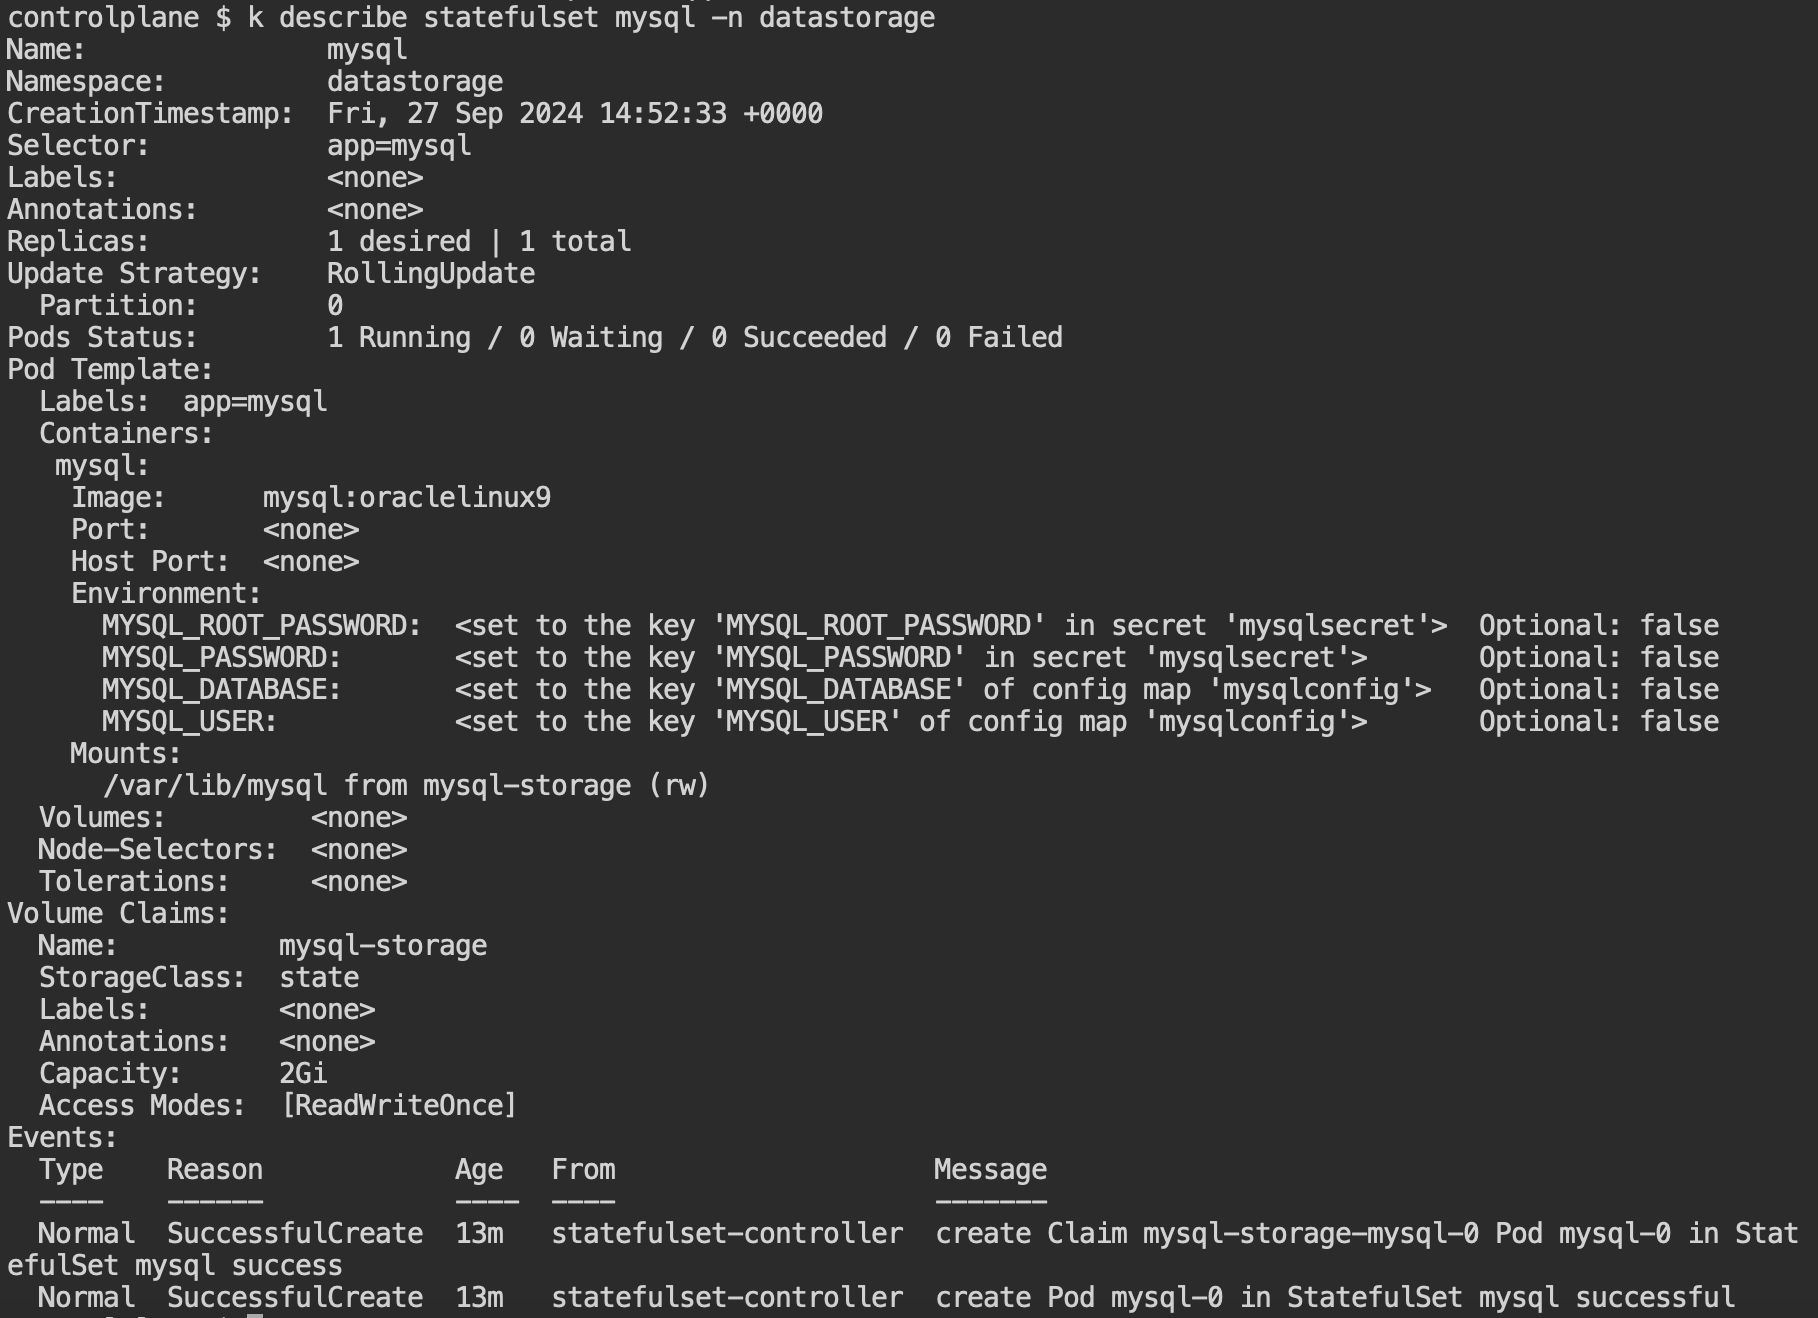 controlplane $ k describe statefulset mysql -n datastorage
Name:               mysql
Namespace:          datastorage
CreationTimestamp:  Fri, 27 Sep 2024 14:52:33 +0000
Selector:           app=mysql
Labels:             <none>
Annotations:        <none>
Replicas:           1 desired | 1 total
Update Strategy:    RollingUpdate
  Partition:        0
Pods Status:        1 Running / 0 Waiting / 0 Succeeded / 0 Failed
Pod Template:
  Labels:  app=mysql
  Containers:
   mysql:
    Image:      mysql:oraclelinux9
    Port:       <none>
    Host Port:  <none>
    Environment:
      MYSQL_ROOT_PASSWORD:  <set to the key 'MYSQL_ROOT_PASSWORD' in secret 'mysqlsecret'>  Optional: false
      MYSQL_PASSWORD:       <set to the key 'MYSQL_PASSWORD' in secret 'mysqlsecret'>       Optional: false
      MYSQL_DATABASE:       <set to the key 'MYSQL_DATABASE' of config map 'mysqlconfig'>   Optional: false
      MYSQL_USER:           <set to the key 'MYSQL_USER' of config map 'mysqlconfig'>       Optional: false
    Mounts:
      /var/lib/mysql from mysql-storage (rw)
  Volumes:         <none>
  Node-Selectors:  <none>
  Tolerations:     <none>
Volume Claims:
  Name:          mysql-storage
  StorageClass:  state
  Labels:        <none>
  Annotations:   <none>
  Capacity:      2Gi
  Access Modes:  [ReadWriteOnce]
Events:
  Type    Reason            Age   From                    Message
  ----    ------            ----  ----                    -------
  Normal  SuccessfulCreate  13m   statefulset-controller  create Claim mysql-storage-mysql-0 Pod mysql-0 in Stat
efulSet mysql success
  Normal  SuccessfulCreate  13m   statefulset-controller  create Pod mysql-0 in StatefulSet mysql successful